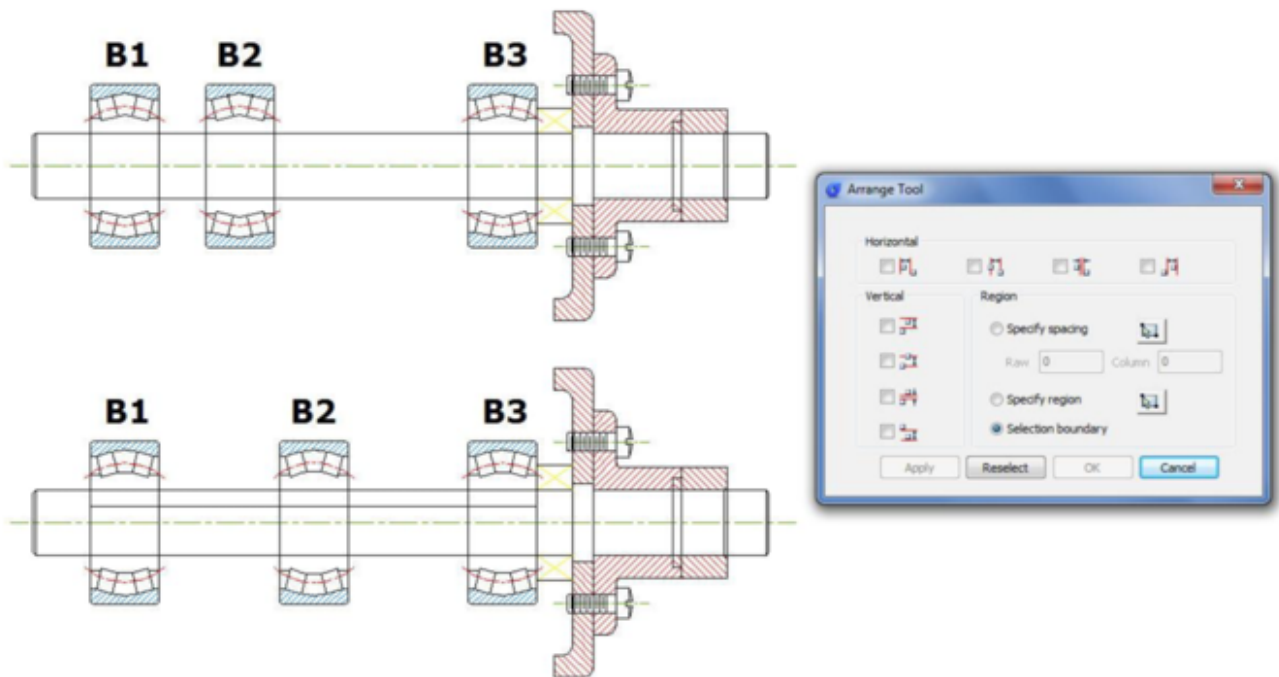 B1 B2 B3
B1 B2 B3
Arrange Tool
Horizontal
Vertical
Region
Specify spacing
Raw 0 Column 0
Specify region
Selection boundary
Apply Reselect OK Cancel